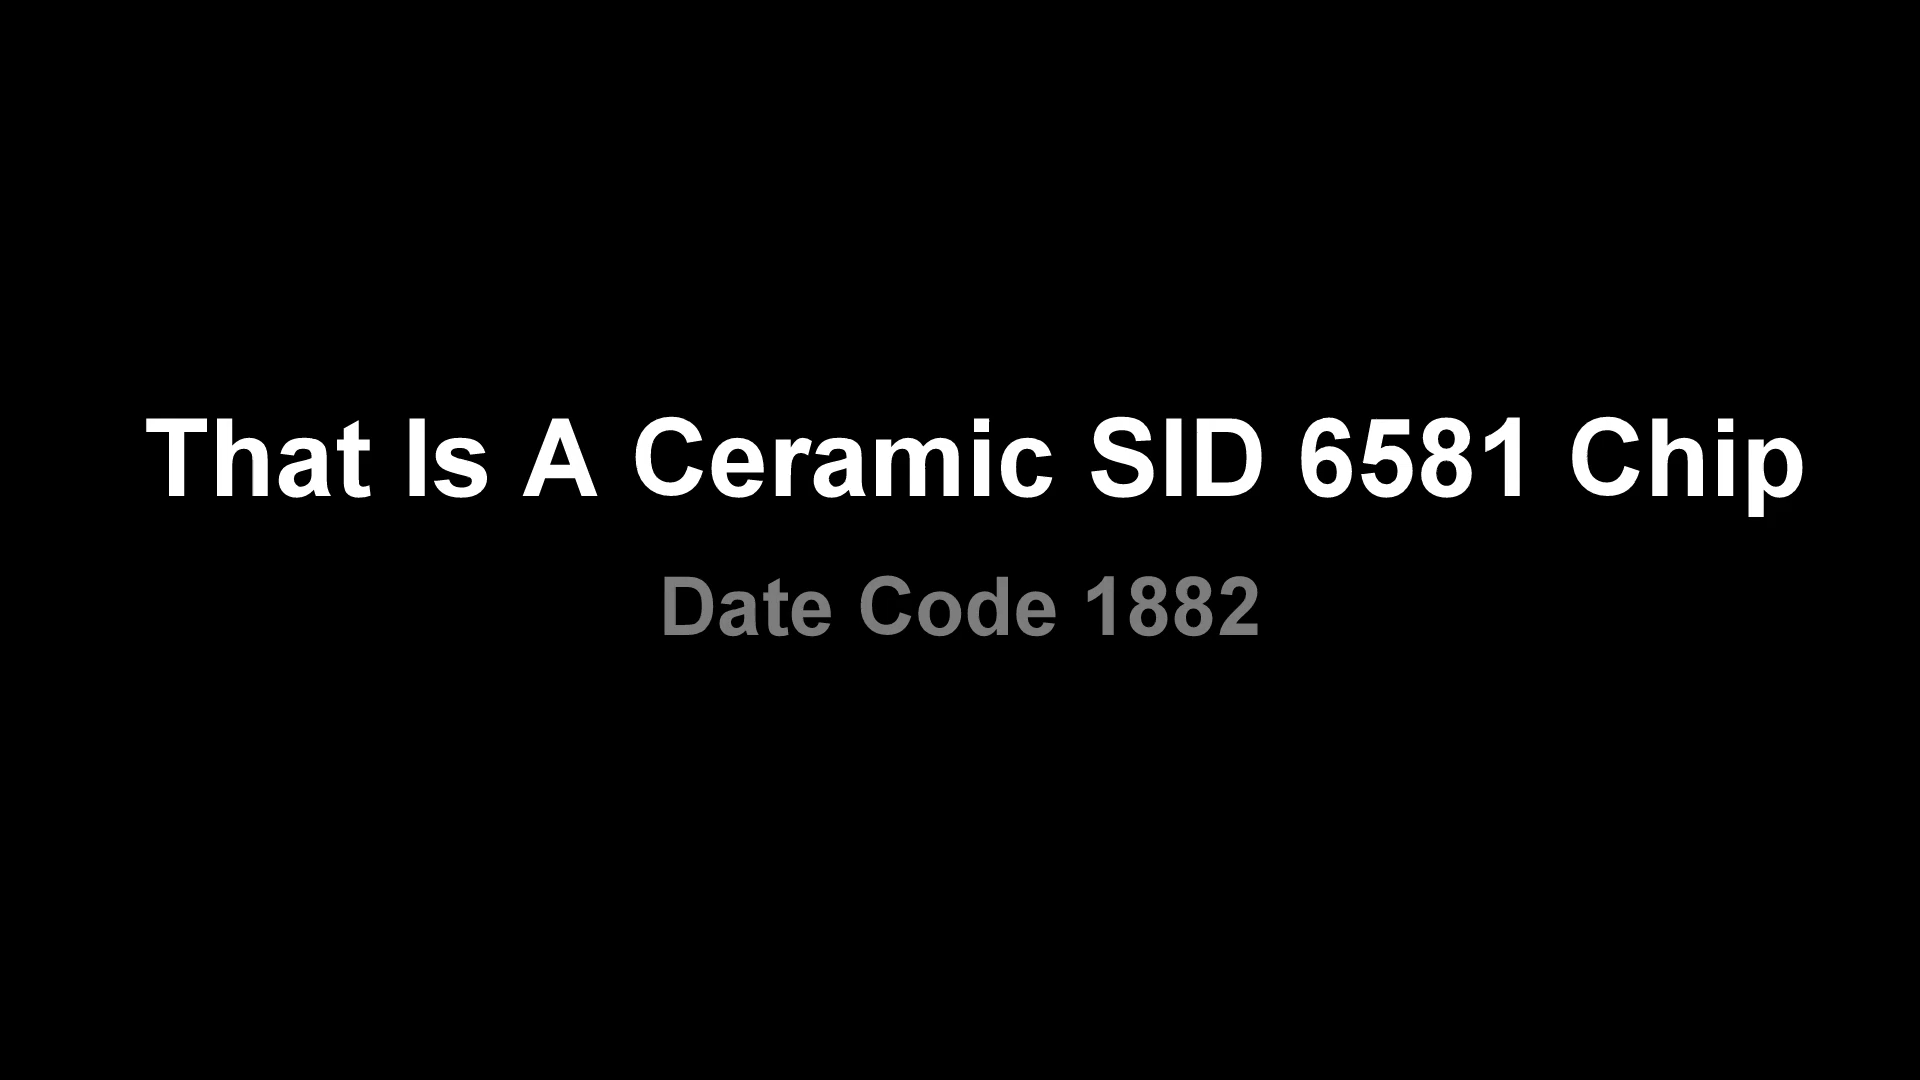 That Is A Ceramic SID 6581 Chip
Date Code 1882